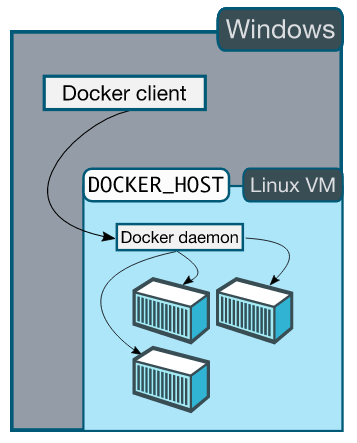 Windows
Docker client
DOCKER_HOST
Linux VM
Docker daemon